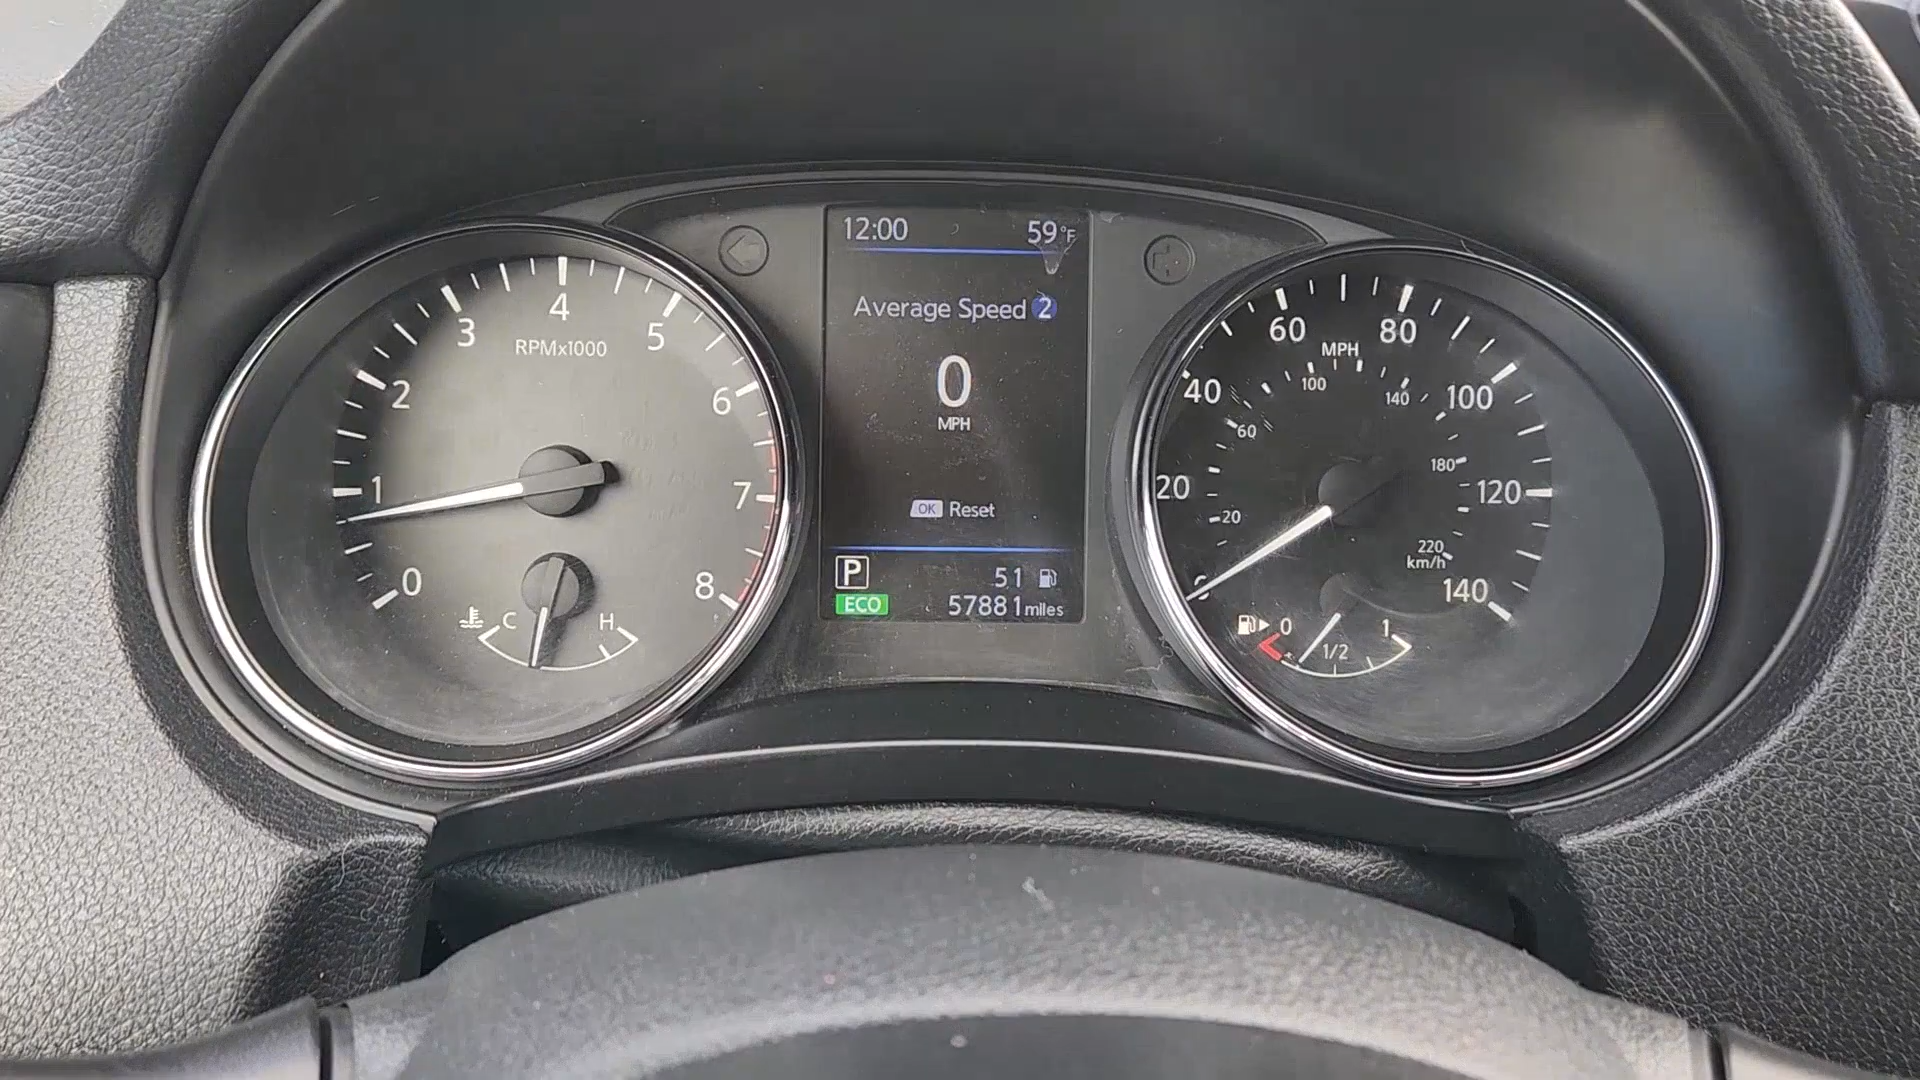 12:00 59°F
Average Speed 2
0
MPH
OK Reset
P 51
ECO 57881 miles
0 1 2 3 4 5 6 7 8
RPMx1000
C H
0 20 40 60 80 100 120 140
MPH
20 60 100 140 180 220
km/h
0 1/2 1